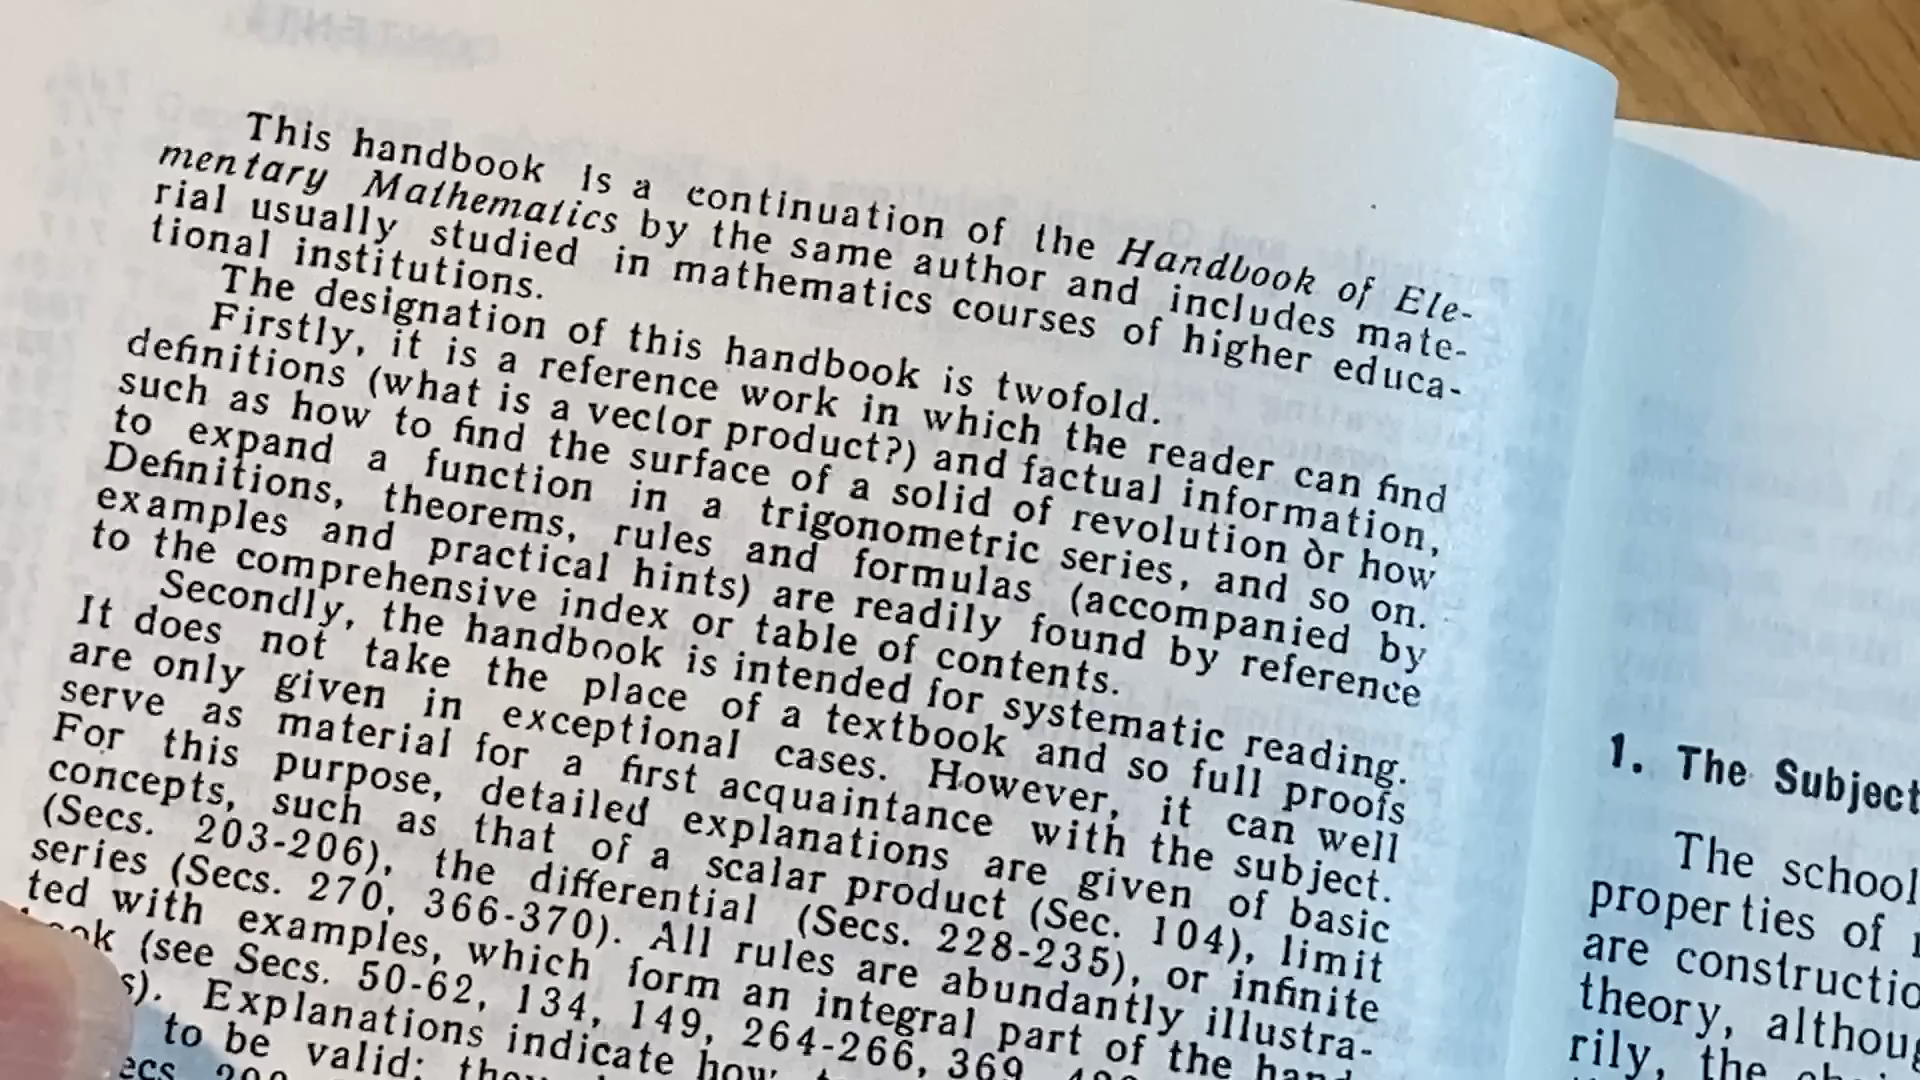 This handbook is a continuation of the Handbook of Ele-
mentary Mathematics by the same author and includes mate-
rial usually studied in mathematics courses of higher educa-
tional institutions.
The designation of this handbook is twofold.
Firstly, it is a reference work in which the reader can find
definitions (what is a vector product?) and factual information,
such as how to find the surface of a solid of revolution or how
to expand a function in a trigonometric series, and so on.
Definitions, theorems, rules and formulas (accompanied by
examples and practical hints) are readily found by reference
to the comprehensive index or table of contents.
Secondly, the handbook is intended for systematic reading.
It does not take the place of a textbook and so full proofs
are only given in exceptional cases. However, it can well
serve as material for a first acquaintance with the subject.
For this purpose, detailed explanations are given of basic
concepts, such as that of a scalar product (Sec. 104), limit
(Secs. 203-206), the differential (Secs. 228-235), or infinite
series (Secs. 270, 366-370). All rules are abundantly illustra-
ted with examples, which form an integral part of the hand-
(see Secs. 50-62, 134, 149, 264-266, 369,
Explanations indicate how
to be valid;
1. The Subject
The school
properties of
are constructio
theory, althoug
rily, the